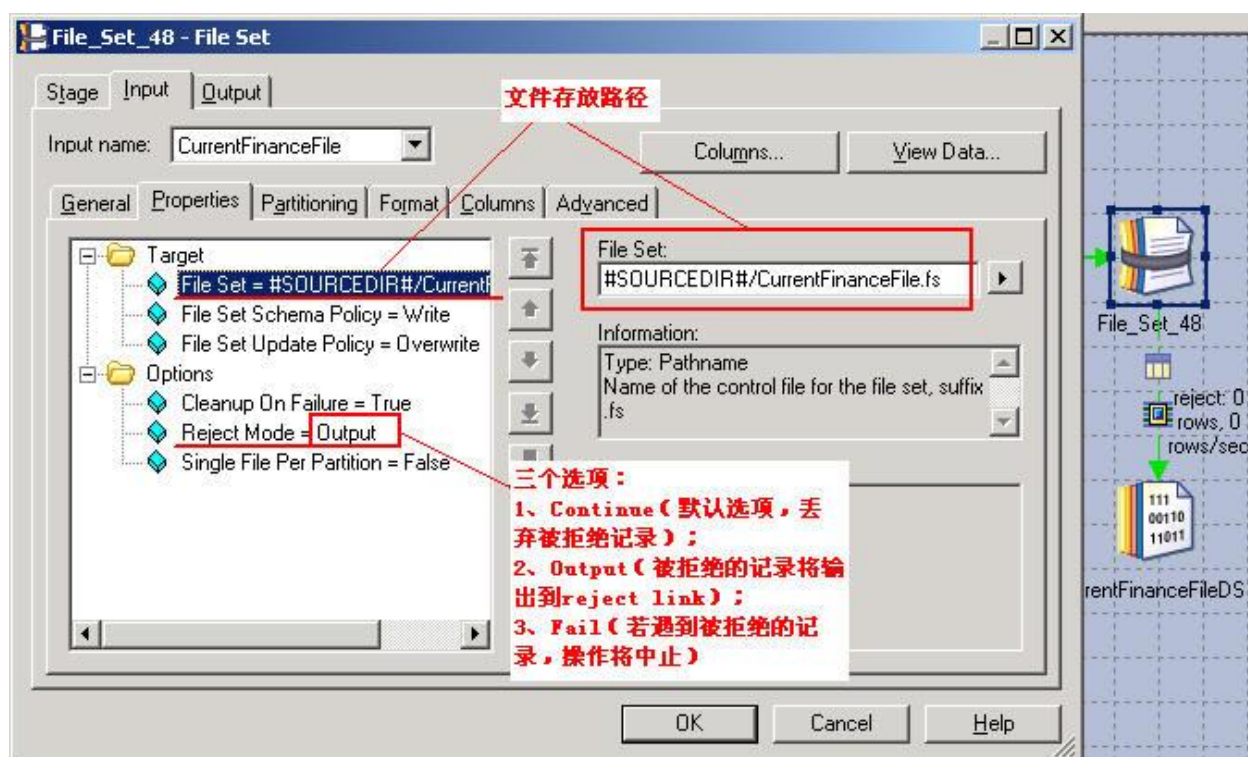 File_Set_48 - File Set
Stage Input Output
文件存放路径
Input name: CurrentFinanceFile
Columns... View Data...
General Properties Partitioning Format Columns Advanced
Target
File Set = #SOURCEDIR#/CurrentF
File Set Schema Policy = Write
File Set Update Policy = Overwrite
Options
Cleanup On Failure = True
Reject Mode = Output
Single File Per Partition = False
File Set:
#SOURCEDIR#/CurrentFinanceFile.fs
Information:
Type: Pathname
Name of the control file for the file set, suffix
.fs
三个选项：
1、Continue（默认选项，丢
弃被拒绝记录）；
2、Output（被拒绝的记录将输
出到reject link）；
3、Fail（若遇到被拒绝的记
录，操作将中止）
OK Cancel Help
File_Set_48
reject: 0
rows, 0
rows/sec
111
00110
11011
rentFinanceFileDS